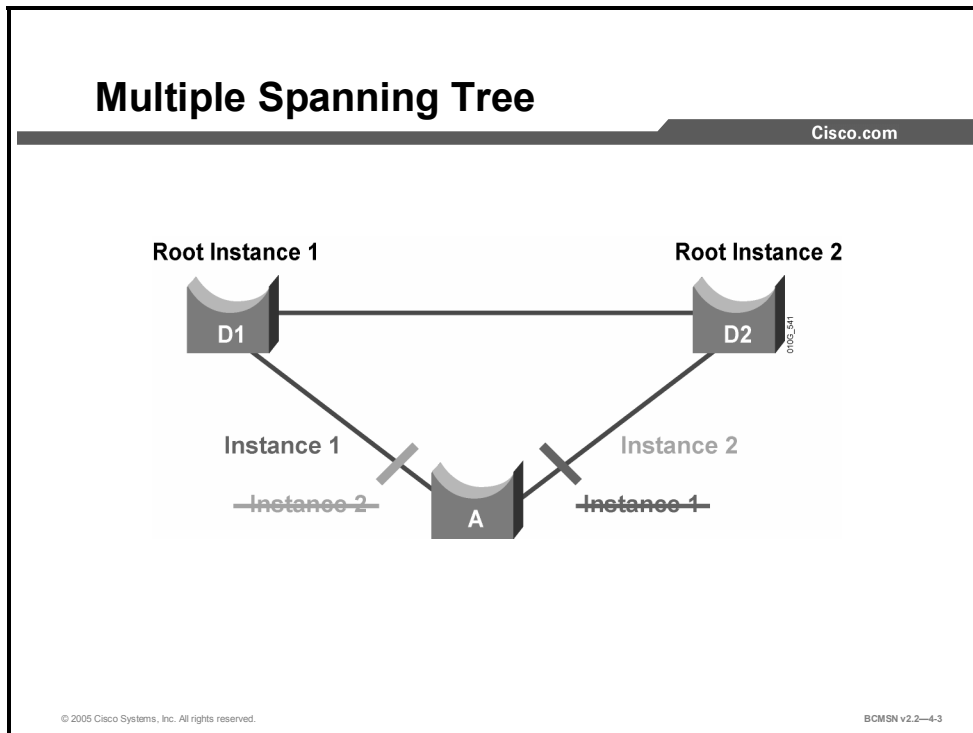 Multiple Spanning Tree
Cisco.com
Root Instance 1
Root Instance 2
D1
D2
010G_541
Instance 1
Instance 2
Instance 2
Instance 1
A
© 2005 Cisco Systems, Inc. All rights reserved.
BCMSN v2.2—4-3